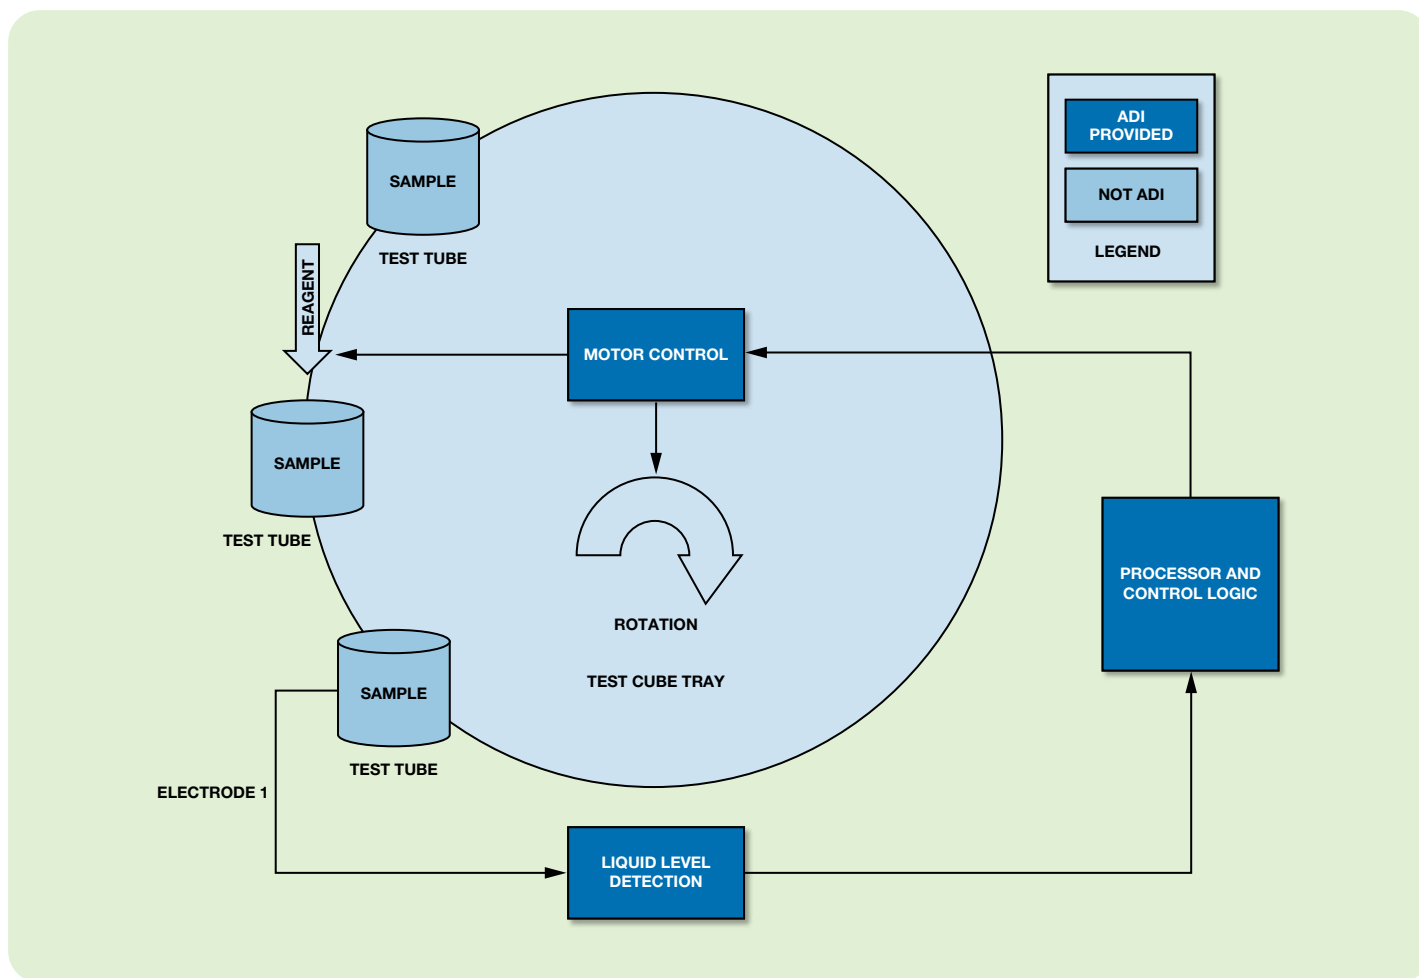 ADI
PROVIDED
NOT ADI
LEGEND
SAMPLE
TEST TUBE
REAGENT
MOTOR CONTROL
SAMPLE
TEST TUBE
ROTATION
TEST CUBE TRAY
PROCESSOR AND
CONTROL LOGIC
SAMPLE
TEST TUBE
ELECTRODE 1
LIQUID LEVEL
DETECTION